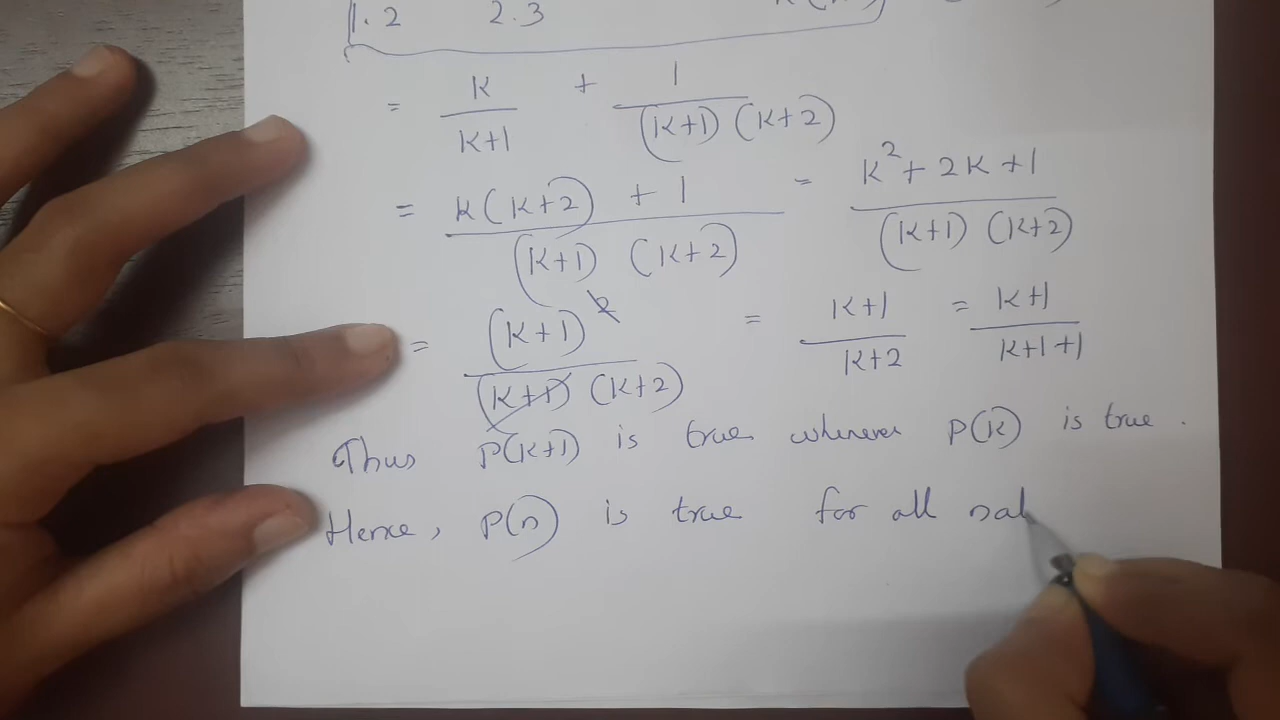 1.2 2.3
= K/(K+1) + 1/((K+1)(K+2))
= (K(K+2) + 1)/((K+1)(K+2)) = (K²+2K+1)/((K+1)(K+2))
= (K+1)²/((K+1)(K+2)) = (K+1)/(K+2) = (K+1)/(K+1+1)
Thus P(K+1) is true whenever P(K) is true.
Hence, P(n) is true for all nat